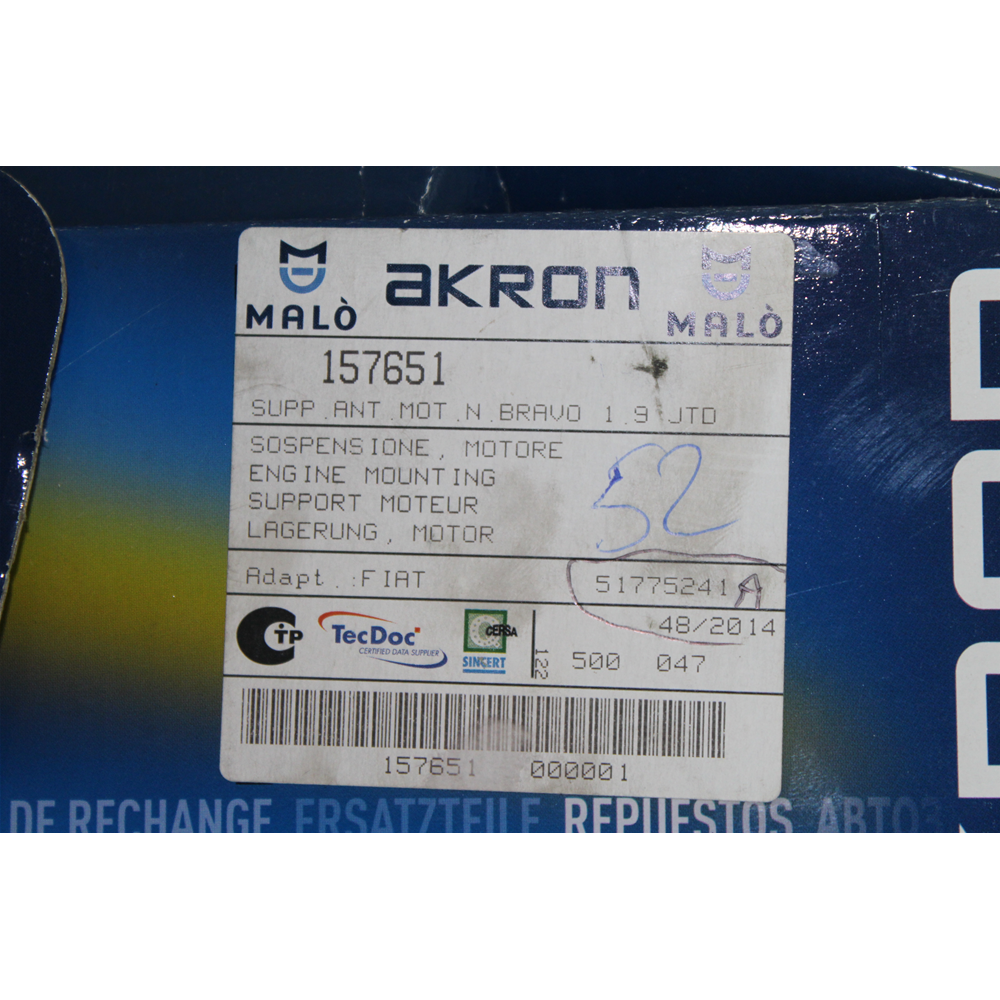 MALÒ
akron
MALÒ
157651
SUPP.ANT.MOT.N.BRAVO 1.9 JTD
SOSPENSIONE, MOTORE
ENGINE MOUNTING
SUPPORT MOTEUR
LAGERUNG, MOTOR
52
Adapt.:FIAT
51775241 A
48/2014
TecDoc
CERTIFIED DATA SUPPLIER
CERSA
SINCERT
122
500 047
157651 000001
DE RECHANGE ERSATZTEILE REPUESTOS АВТОЗ